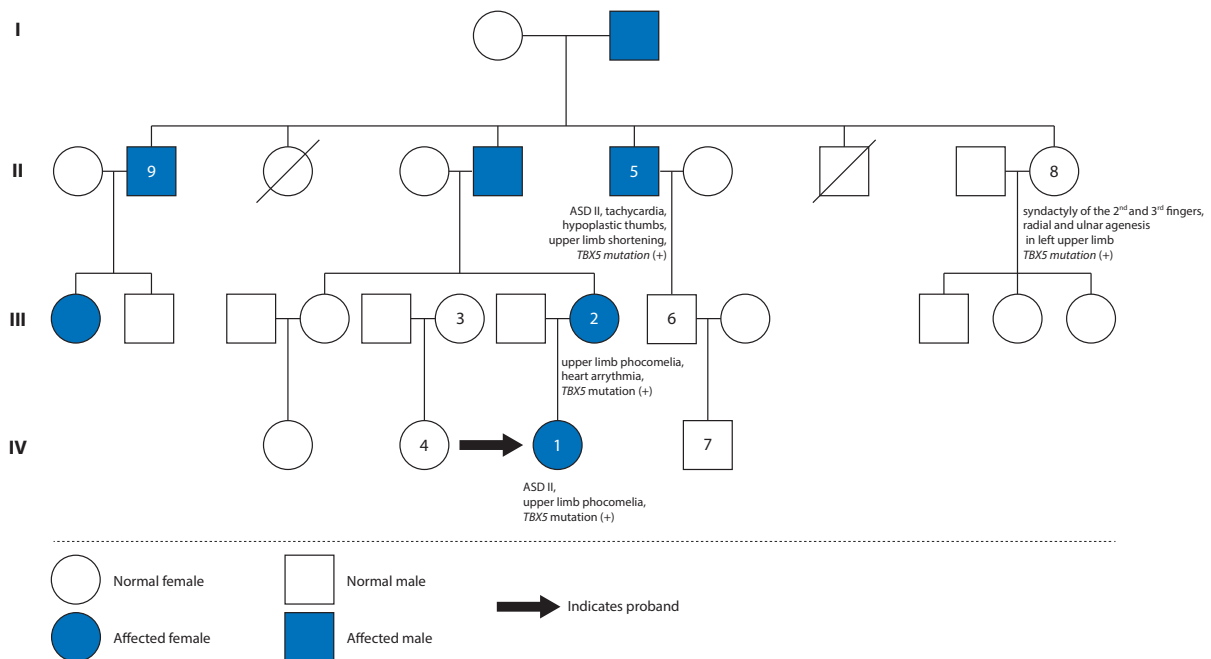 I
II
9
5
8
ASD II, tachycardia,
hypoplastic thumbs,
upper limb shortening,
TBX5 mutation (+)
syndactyly of the 2nd and 3rd fingers,
radial and ulnar agenesis
in left upper limb
TBX5 mutation (+)
III
3
2
6
upper limb phocomelia,
heart arrythmia,
TBX5 mutation (+)
IV
4
1
7
ASD II,
upper limb phocomelia,
TBX5 mutation (+)
Normal female
Normal male
Indicates proband
Affected female
Affected male